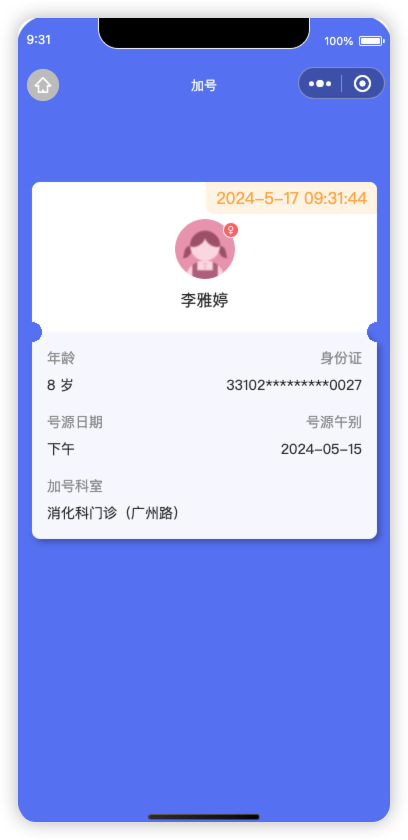 9:31
100%
加号
2024-5-17 09:31:44
李雅婷
年龄 身份证
8 岁 33102*********0027
号源日期 号源午别
下午 2024-05-15
加号科室
消化科门诊（广州路）